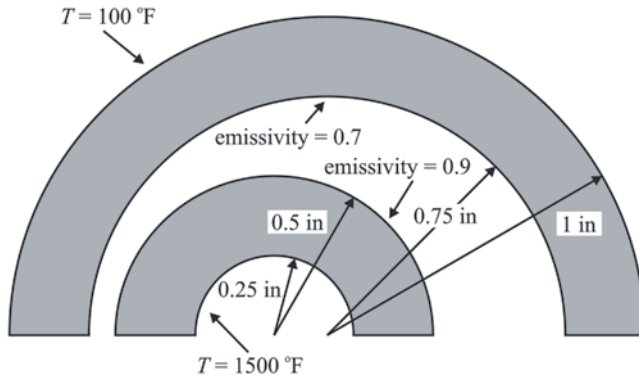 T = 100 °F
emissivity = 0.7
emissivity = 0.9
0.5 in
0.75 in
1 in
0.25 in
T = 1500 °F